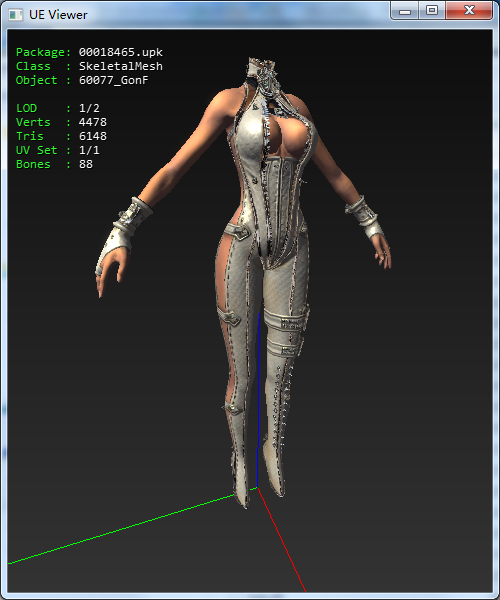 UE Viewer
Package: 00018465.upk
Class  : SkeletalMesh
Object : 60077_GonF
LOD    : 1/2
Verts  : 4478
Tris   : 6148
UV Set : 1/1
Bones  : 88